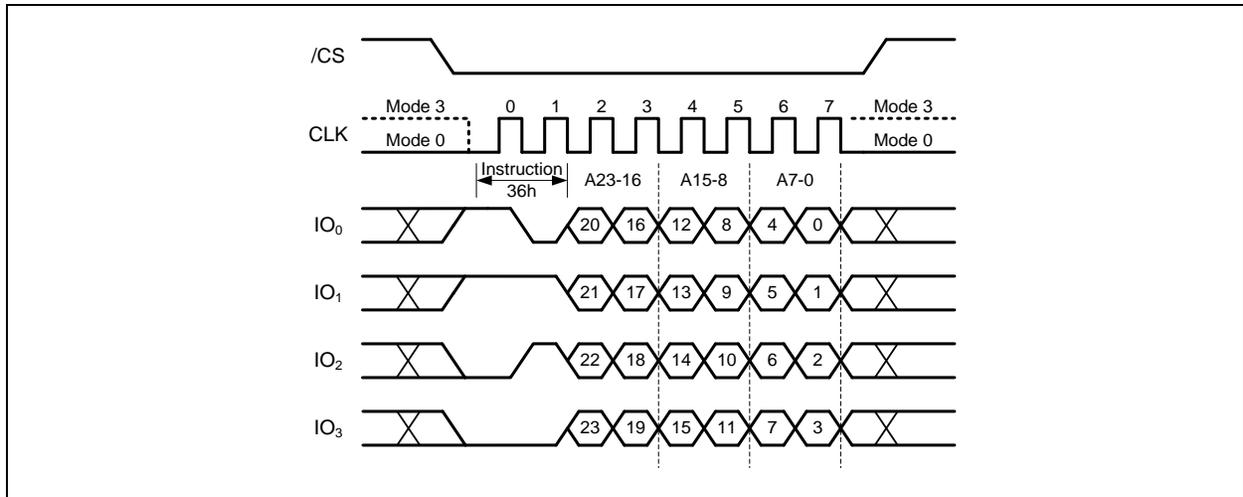 /CS
Mode 3 0 1 2 3 4 5 6 7 Mode 3
CLK
Mode 0 Mode 0
Instruction
36h
A23-16 A15-8 A7-0
IO₀ 20 16 12 8 4 0
IO₁ 21 17 13 9 5 1
IO₂ 22 18 14 10 6 2
IO₃ 23 19 15 11 7 3